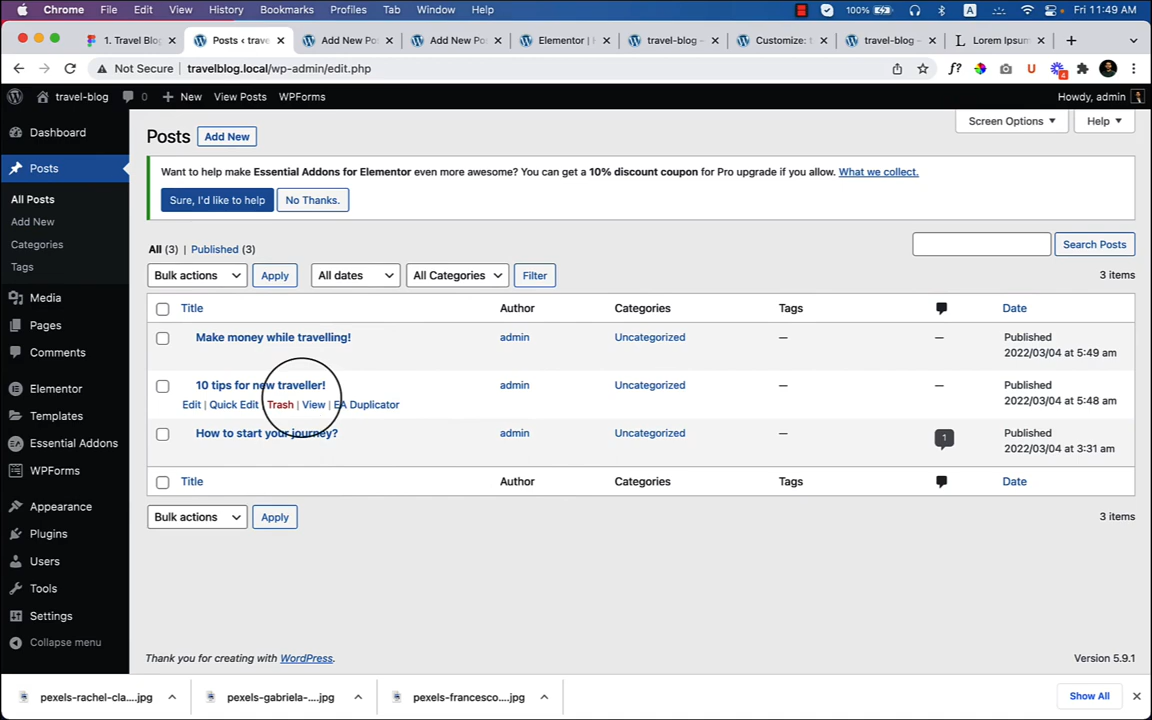 Chrome File Edit View History Bookmarks Profiles Tab Window Help 100% A Fri 11:49 AM
1. Travel Blog Posts ‹ trave Add New Po Add New Po Elementor | travel-blog – Customize: t travel-blog – Lorem Ipsum
Not Secure | travelblog.local/wp-admin/edit.php
travel-blog 0 + New View Posts WPForms Howdy, admin
Screen Options Help
Dashboard
Posts
All Posts
Add New
Categories
Tags
Media
Pages
Comments
Elementor
Templates
Essential Addons
WPForms
Appearance
Plugins
Users
Tools
Settings
Collapse menu
Posts Add New
Want to help make Essential Addons for Elementor even more awesome? You can get a 10% discount coupon for Pro upgrade if you allow. What we collect.
Sure, I'd like to help No Thanks.
All (3) | Published (3) Search Posts
Bulk actions Apply All dates All Categories Filter 3 items
Title Author Categories Tags Date
Make money while travelling! admin Uncategorized — — Published
2022/03/04 at 5:49 am
10 tips for new traveller! admin Uncategorized — — Published
2022/03/04 at 5:48 am
Edit | Quick Edit Trash | View | EA Duplicator
How to start your journey? admin Uncategorized — 1 Published
2022/03/04 at 3:31 am
Title Author Categories Tags Date
Bulk actions Apply 3 items
Thank you for creating with WordPress. Version 5.9.1
pexels-rachel-cla....jpg pexels-gabriela-....jpg pexels-francesco....jpg Show All